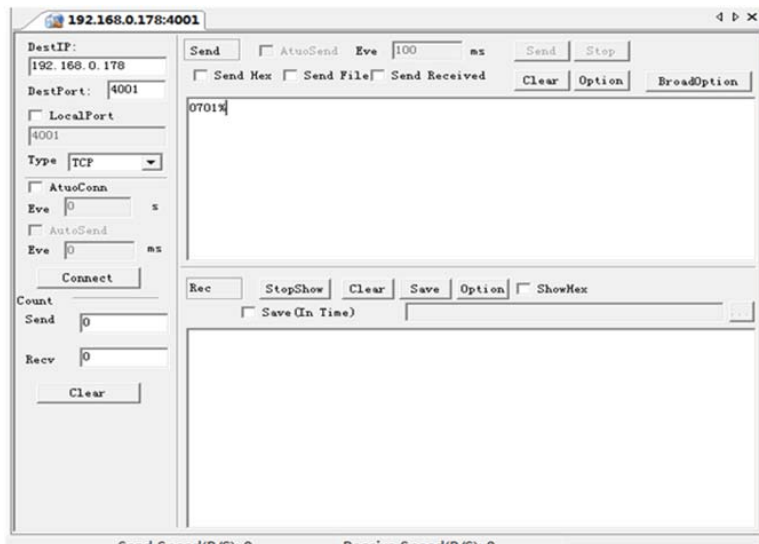 192.168.0.178:4001
DestIP:
192.168.0.178
DestPort: 4001
LocalPort
4001
Type TCP
AtuoConn
Eve 0 s
AutoSend
Eve 0 ms
Connect
Count
Send 0
Recv 0
Clear
Send AtuoSend Eve 100 ms Send Stop
Send Hex Send File Send Received Clear Option BroadOption
0701%
Rec StopShow Clear Save Option ShowHex
Save(In Time) ...